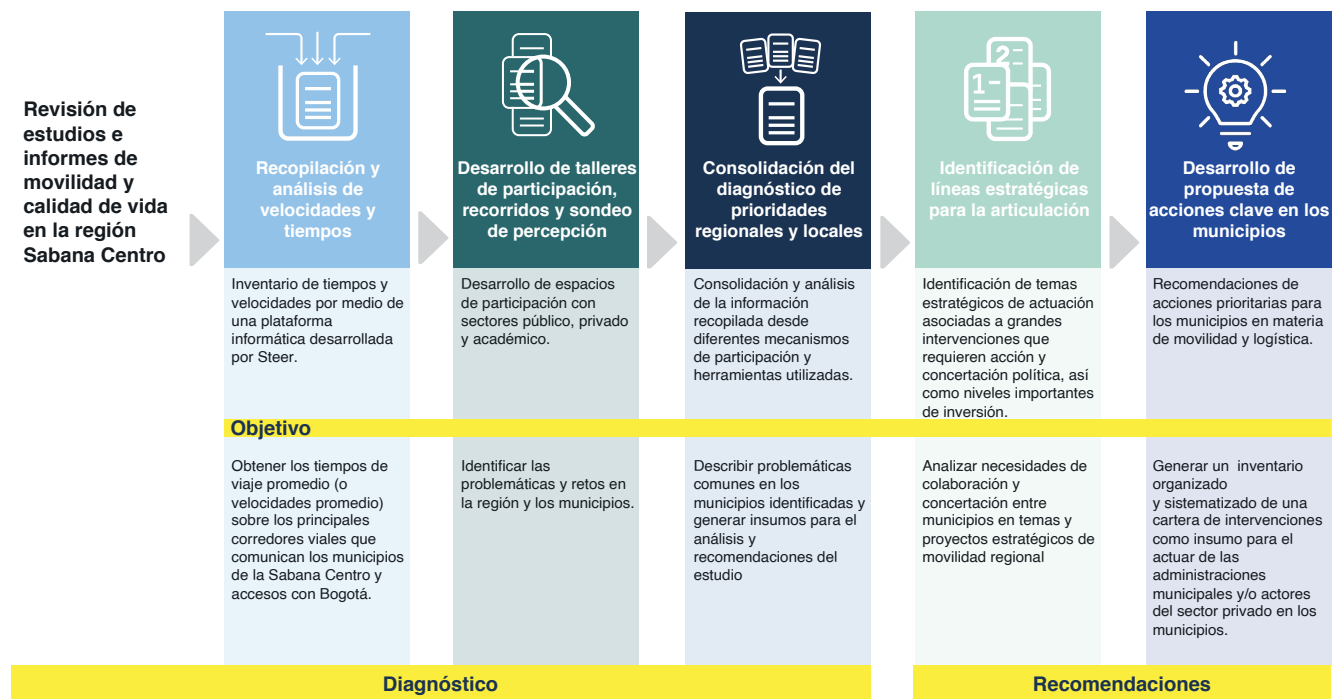 Revisión de
estudios e
informes de
movilidad y
calidad de vida
en la región
Sabana Centro
Recopilación y
análisis de
velocidades y
tiempos
Inventario de tiempos y
velocidades por medio de
una plataforma
informática desarrollada
por Steer.
Desarrollo de talleres
de participación,
recorridos y sondeo
de percepción
Desarrollo de espacios
de participación con
sectores público, privado
y académico.
Consolidación del
diagnóstico de
prioridades
regionales y locales
Consolidación y análisis
de la información
recopilada desde
diferentes mecanismos
de participación y
herramientas utilizadas.
1
2
Identificación de
líneas estratégicas
para la articulación
Identificación de temas
estratégicos de actuación
asociadas a grandes
intervenciones que
requieren acción y
concertación política, así
como niveles importantes
de inversión.
Desarrollo de
propuesta de
acciones clave en los
municipios
Recomendaciones de
acciones prioritarias para
los municipios en materia
de movilidad y logística.
Objetivo
Obtener los tiempos de
viaje promedio (o
velocidades promedio)
sobre los principales
corredores viales que
comunican los municipios
de la Sabana Centro y
accesos con Bogotá.
Identificar las
problemáticas y retos en
la región y los municipios.
Describir problemáticas
comunes en los
municipios identificadas y
generar insumos para el
análisis y
recomendaciones del
estudio
Analizar necesidades de
colaboración y
concertación entre
municipios en temas y
proyectos estratégicos de
movilidad regional
Generar un inventario
organizado
y sistematizado de una
cartera de intervenciones
como insumo para el
actuar de las
administraciones
municipales y/o actores
del sector privado en los
municipios.
Diagnóstico
Recomendaciones